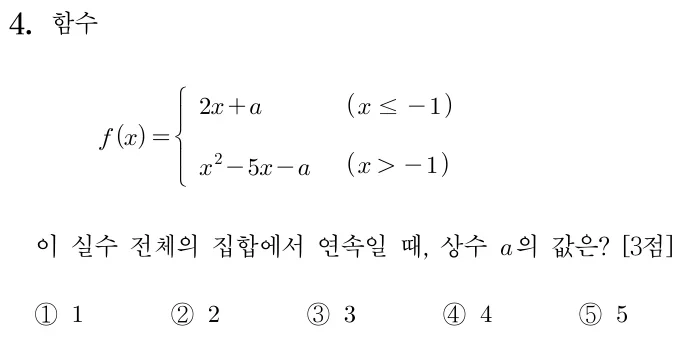 4. 함수
f(x) = { 2x+a (x ≤ -1)
x²-5x-a (x > -1)
이 실수 전체의 집합에서 연속일 때, 상수 a의 값은? [3점]
① 1 ② 2 ③ 3 ④ 4 ⑤ 5